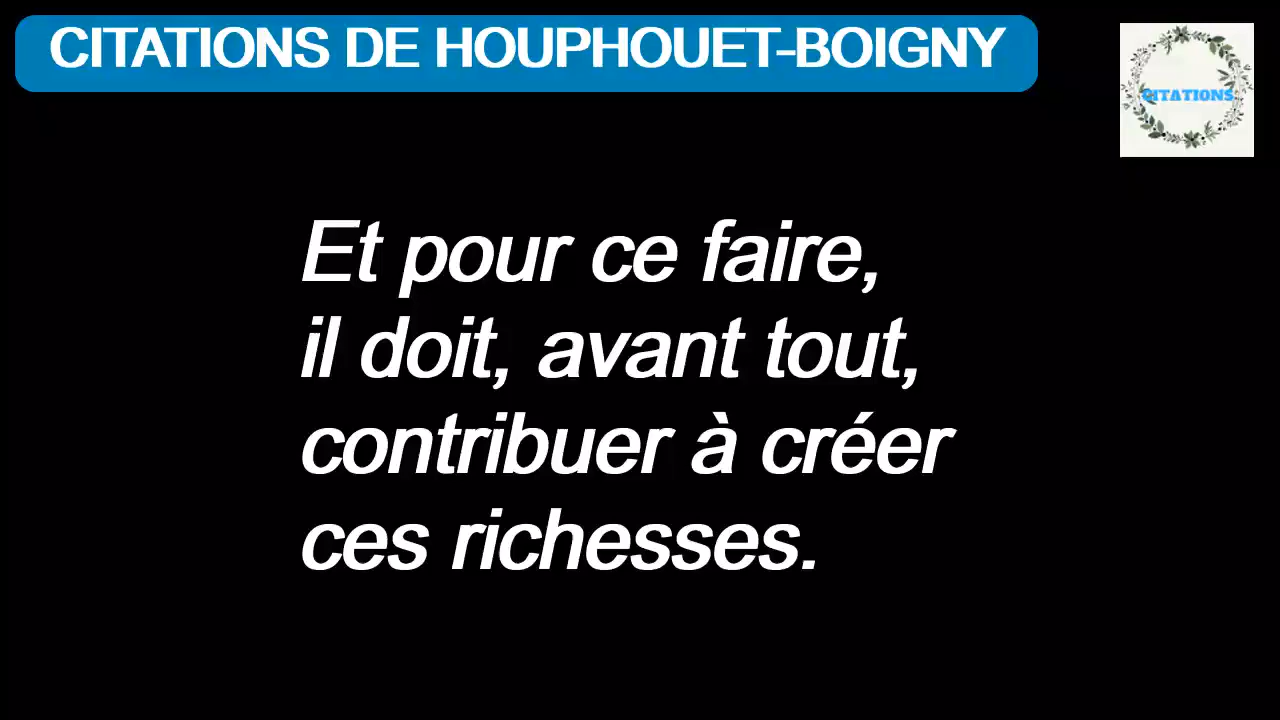 CITATIONS DE HOUPHOUET-BOIGNY
CITATIONS
Et pour ce faire,
il doit, avant tout,
contribuer à créer
ces richesses.